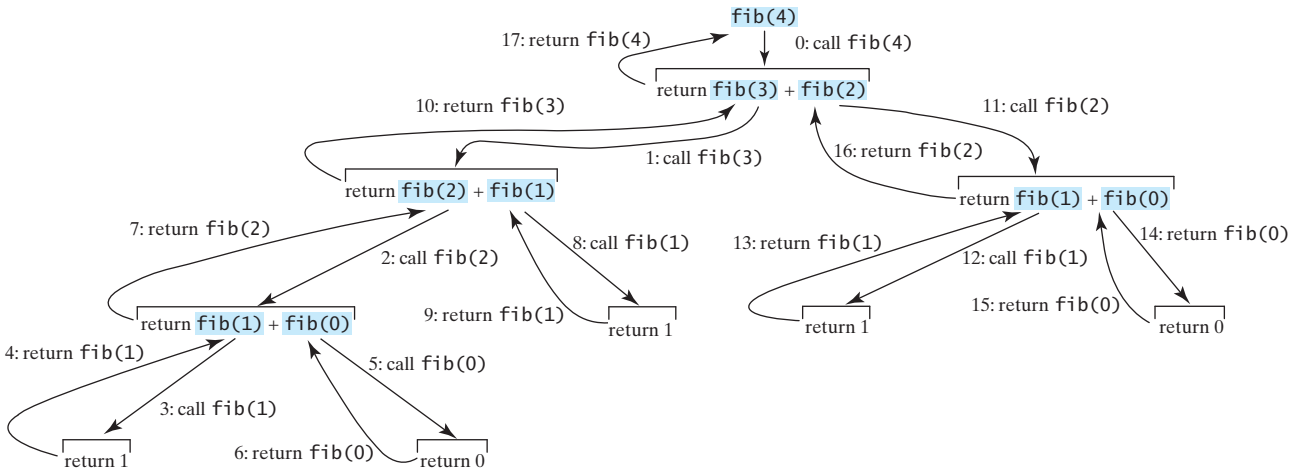 fib(4)
17: return fib(4)
0: call fib(4)
return fib(3) + fib(2)
10: return fib(3)
11: call fib(2)
1: call fib(3)
16: return fib(2)
return fib(2) + fib(1)
return fib(1) + fib(0)
7: return fib(2)
8: call fib(1)
13: return fib(1)
14: return fib(0)
2: call fib(2)
12: call fib(1)
9: return fib(1)
15: return fib(0)
return fib(1) + fib(0)
return 1
return 1
return 0
4: return fib(1)
5: call fib(0)
3: call fib(1)
6: return fib(0)
return 1
return 0